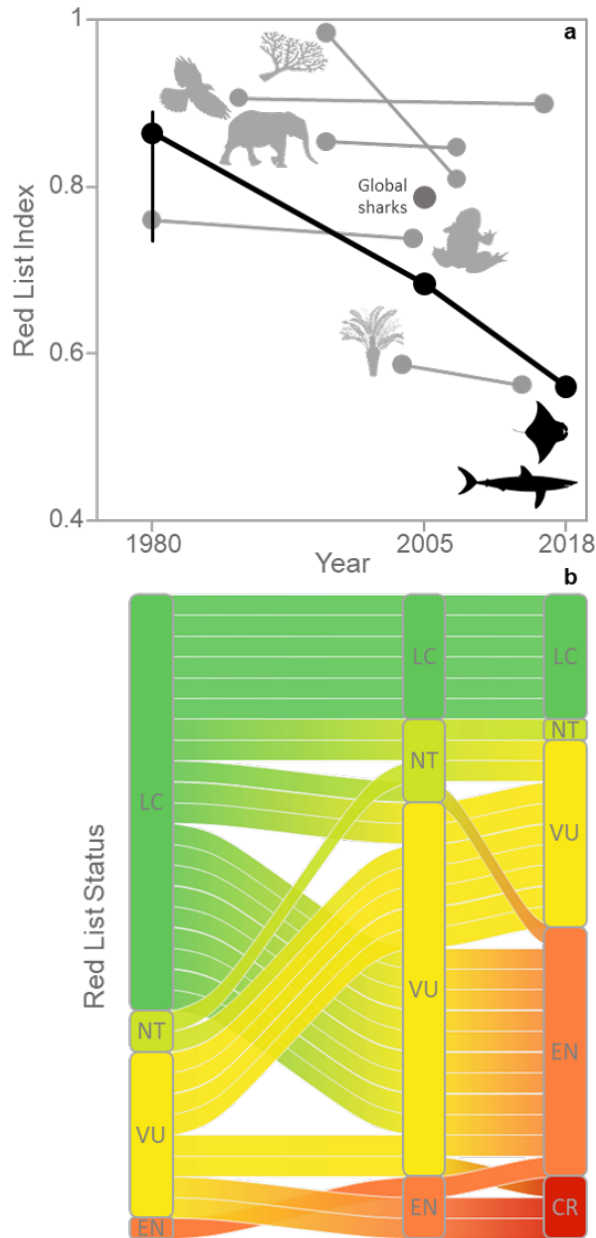 a
1
0.8
0.6
0.4
Red List Index
Global
sharks
1980
2005
2018
Year
b
Red List Status
LC
NT
VU
EN
LC
NT
VU
EN
LC
NT
VU
EN
CR